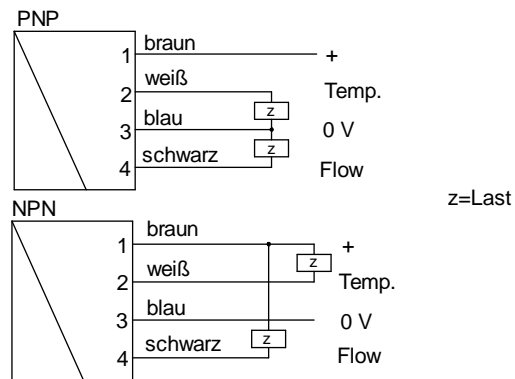 PNP
1 braun +
2 weiß Temp.
z
3 blau 0 V
z
4 schwarz Flow
z=Last
NPN
1 braun +
z
2 weiß Temp.
3 blau 0 V
z
4 schwarz Flow